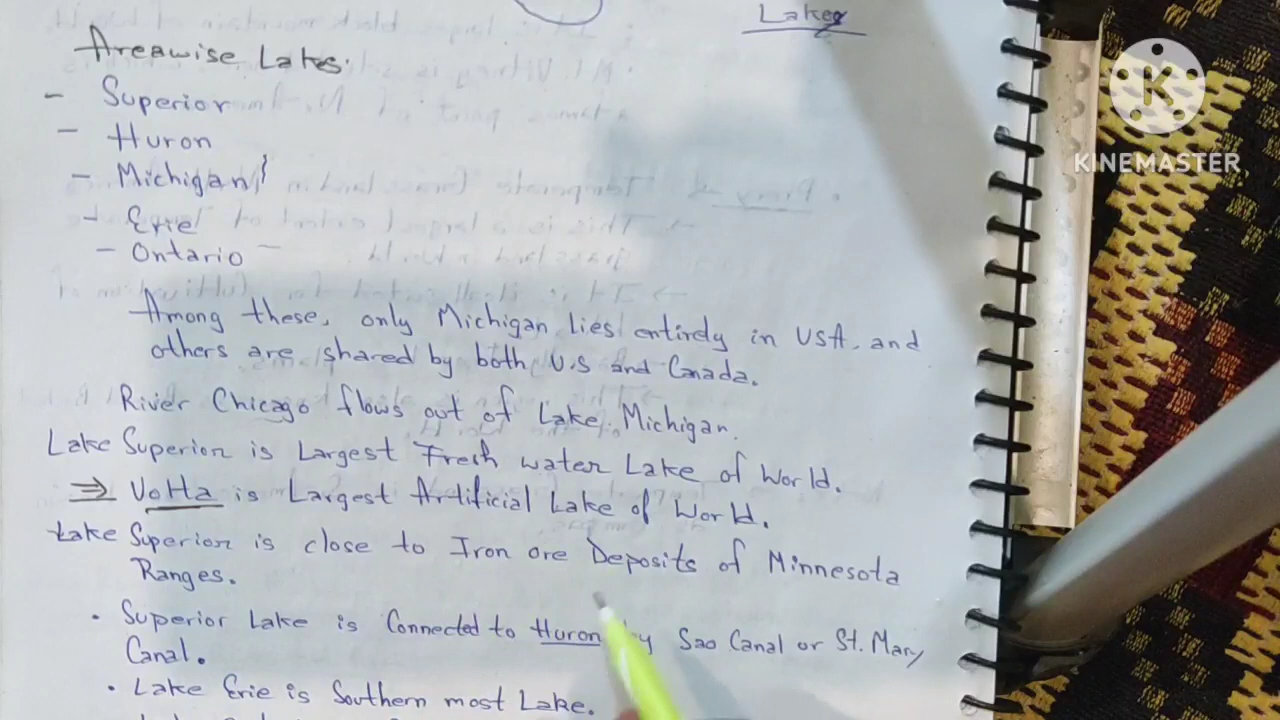 Lakes
Areawise Lakes.
- Superior
- Huron
- Michigan}
- Erie
- Ontario -
Among these, only Michigan lies entirely in USA, and
others are shared by both U.S and Canada.
River Chicago flows out of Lake Michigan.
Lake Superior is Largest Fresh water Lake of World.
⇒ Volta is Largest Artificial Lake of World.
Lake Superior is close to Iron ore Deposits of Minnesota
Ranges.
• Superior Lake is Connected to Huron by Sao Canal or St. Mary
Canal.
• Lake Erie is Southern most Lake.
K
KINEMASTER